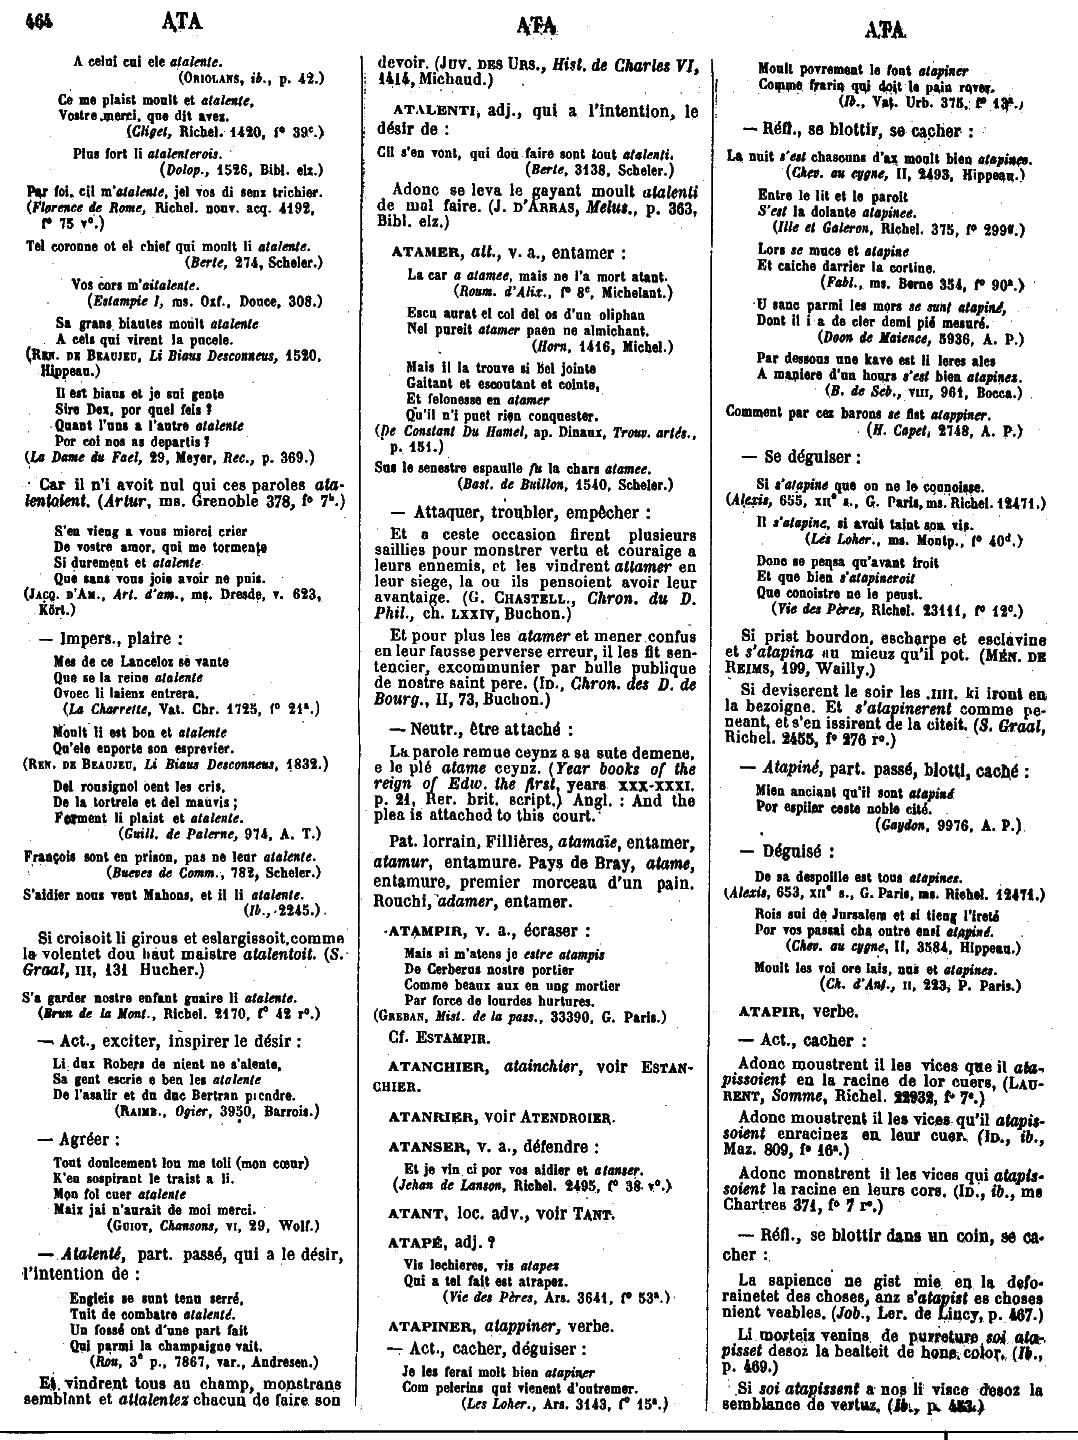 464 ATA ATA ATA
A celui cui ele atalente.
(ORIOLANS, ib., p. 42.)
Ce me plaist moult et atalente,
Vostre merci, que dit avez.
(Cliget, Richel. 1420, f° 39c.)
Plus fort li atalenterois.
(Dolop., 1526, Bibl. elz.)
Par foi, cil m'atalente, jel vos di senz trichier.
(Florence de Rome, Richel. nouv. acq. 4192,
f° 75 v°.)
Tel coronne ot el chief qui moult li atalente.
(Berte, 274, Scheler.)
Vos cors m'aitalente.
(Estampie I, ms. Oxf., Douce, 308.)
Sa grans biautes moult atalente
A cels qui virent la pucele.
(REN. DE BEAUJEU, Li Biaus Desconneus, 1520,
Hippeau.)
Il est biaus et je sui gente
Sire Dex, por quel feis ?
Quant l'uns a l'autre atalente
Por coi nos as departis ?
(La Dame du Fael, 29, Meyer, Rec., p. 369.)
Car il n'i avoit nul qui ces paroles ata-
lentoient. (Artur, ms. Grenoble 378, f° 7b.)
S'en vieng a vous mierci crier
De vostre amor, qui me tormente
Si durement et atalente
Que sans vous joie avoir ne puis.
(JACQ. D'AM., Art. d'am., ms. Dresde, v. 623,
Kört.)
— Impers., plaire :
Mes de ce Lanceloz se vante
Que se la reine atalente
Ovoec li laienz entrera.
(La Charrette, Vat. Chr. 1725, f° 21a.)
Moult li est bon et atalente
Qu'ele enporte son esprevier.
(REN. DE BEAUJEU, Li Biaus Desconneus, 1832.)
Del rousignol oent les cris,
De la tortrele et del mauvis ;
Forment li plaist et atalente.
(Guill. de Palerne, 974, A. T.)
François sont en prison, pas ne leur atalente.
(Bueves de Comm., 782, Scheler.)
S'aidier nous veut Mahons, et il li atalente.
(Ib., 2245.)
Si croisoit li girous et eslargissoit, comme
la volentet dou haut maistre atalentoit. (S.
Graal, III, 131 Hucher.)
S'a garder nostre enfant guaire li atalente.
(Brun de la Mont., Richel. 2170, f° 42 r°.)
— Act., exciter, inspirer le désir :
Li dux Robers de nient ne s'alente,
Sa gent escrie e ben les atalente
De l'asalir et du duc Bertran prendre.
(RAIMB., Ogier, 3950, Barrois.)
— Agréer :
Tout doulcement lou me toli (mon cœur)
K'en sospirant le traist a li.
Mon fol cuer atalente
Maix jai n'aurait de moi merci.
(GUIOT, Chansons, VI, 29, Wolf.)
— Atalenté, part. passé, qui a le désir,
l'intention de :
Engleis se sunt tenu serré,
Tuit de combatre atalenté.
Un fossé ont d'une part fait
Qui parmi la champaigne vait.
(Rou, 3e p., 7867, var., Andresen.)
Et vindrent tous au champ, monstrans
semblant et attalentez chacun de faire son
devoir. (JUV. DES URS., Hist. de Charles VI,
1414, Michaud.)
ATALENTI, adj., qui a l'intention, le
désir de :
Cil s'en vont, qui dou faire sont tout atalenti.
(Berte, 3138, Scheler.)
Adonc se leva le gayant moult atalenti
de mal faire. (J. D'ARRAS, Melus., p. 363,
Bibl. elz.)
ATAMER, att., v. a., entamer :
La car a atamee, mais ne l'a mort atant.
(Roum. d'Alix., f° 8c, Michelant.)
Escu aurat el col del os d'un oliphan
Nel pureit atamer paen ne almichant.
(Horn, 1416, Michel.)
Mais il la trouve si bel jointe
Gaitant et escoutant et cointe,
Et felonesse en atamer
Qu'il n'i puet rien conquester.
(De Constant Du Hamel, ap. Dinaux, Trouv. artés.,
p. 151.)
Sus le senestre espaulle fu la chars atamee.
(Bast. de Buillon, 1540, Scheler.)
— Attaquer, troubler, empêcher :
Et a ceste occasion firent plusieurs
saillies pour monstrer vertu et couraige a
leurs ennemis, et les vindrent attamer en
leur siege, la ou ils pensoient avoir leur
avantaige. (G. CHASTELL., Chron. du D.
Phil., ch. LXXIV, Buchon.)
Et pour plus les atamer et mener confus
en leur fausse perverse erreur, il les fit sen-
tencier, excommunier par bulle publique
de nostre saint pere. (ID., Chron. des D. de
Bourg., II, 73, Buchon.)
— Neutr., être attaché :
La parole remue ceynz a sa sute demene,
e le plé atame ceynz. (Year books of the
reign of Edw. the first, years XXX-XXXI.
p. 21, Rer. brit. script.) Angl. : And the
plea is attached to this court.
Pat. lorrain, Fillières, atamaïe, entamer,
atamur, entamure. Pays de Bray, atame,
entamure, premier morceau d'un pain.
Rouchi, adamer, entamer.
ATAMPIR, v. a., écraser :
Mais si m'atens je estre atampis
De Cerberus nostre portier
Comme beaux aux en ung mortier
Par force de lourdes hurtures.
(GREBAN, Mist. de la pass., 33390, G. Paris.)
Cf. ESTAMPIR.
ATANCHIER, atainchier, voir ESTAN-
CHIER.
ATANRIER, voir ATENDROIER.
ATANSER, v. a., défendre :
Et je vin ci por vos aidier et atanser.
(Jehan de Lanson, Richel. 2495, f° 38 v°.)
ATANT, loc. adv., voir TANT.
ATAPÉ, adj. ?
Vis lechieres, vis atapez
Qui a tel fait est atrapez.
(Vie des Pères, Ars. 3641, f° 53a.)
ATAPINER, atappiner, verbe.
— Act., cacher, déguiser :
Je les ferai molt bien atapiner
Com pelerins qui vienent d'outremer.
(Les Loher., Ars. 3143, f° 15a.)
Moult povrement le font atapiner
Comme frarin qui doit le pain rover.
(Ib., Vat. Urb. 375, f° 13a.)
— Réfl., se blottir, se cacher :
La nuit s'est chascuns d'ax moult bien atapines.
(Chev. au cygne, II, 2493, Hippeau.)
Entre le lit et le paroit
S'est la dolante atapinee.
(Ille et Galeron, Richel. 375, f° 299d.)
Lors se muce et atapine
Et caiche darrier la cortine.
(Fabl., ms. Berne 354, f° 90a.)
U sanc parmi les mors se sunt atapiné,
Dont il i a de cler demi pié mesuré.
(Doon de Maience, 5936, A. P.)
Par dessous une kave est li leres ales
A maniere d'un hours s'est bien atapinez.
(B. de Seb., VIII, 961, Bocca.)
Comment par cez barons se fist atappiner.
(H. Capet, 2748, A. P.)
— Se déguiser :
Si s'atapine que on ne le connoisse.
(Alexis, 655, XIIe s., G. Paris, ms. Richel. 12471.)
Il s'atapine, si avoit taint son vis.
(Les Loher., ms. Montp., f° 40d.)
Donc se pensa qu'avant iroit
Et que bien s'atapineroit
Que conoistre ne le peust.
(Vie des Pères, Richel. 23111, f° 12c.)
Si prist bourdon, escharpe et esclavine
et s'atapina au mieuz qu'il pot. (MÉN. DE
REIMS, 199, Wailly.)
Si deviserent le soir les .IIII. ki iront en
la bezoigne. Et s'atapinerent comme pe-
neant, et s'en issirent de la citeit. (S. Graal,
Richel. 2455, f° 276 r°.)
— Atapiné, part. passé, blotti, caché :
Mien anciant qu'il sont atapiné
Por espiier ceste noble cité.
(Gaydon, 9976, A. P.)
— Déguisé :
De sa despoille est tous atapines.
(Alexis, 653, XIIe s., G. Paris, ms. Richel. 12471.)
Rois sui de Jursalem et si tieng l'ireté
Por vos passai cha outre ensi atapiné.
(Chev. au cygne, II, 3584, Hippeau.)
Moult les voi ore lais, nus et atapines.
(Ch. d'Ant., II, 223, P. Paris.)
ATAPIR, verbe.
— Act., cacher :
Adonc moustrent il les vices que il ata-
pissoient en la racine de lor cuers, (LAU-
RENT, Somme, Richel. 22932, f° 7c.)
Adonc moustrent il les vices qu'il atapis-
soient enracinez en leur cuer. (ID., ib.,
Maz. 809, f° 16a.)
Adonc monstrent il les vices qui atapis-
soient la racine en leurs cors. (ID., ib., ms
Chartres 371, f° 7 r°.)
— Réfl., se blottir dans un coin, se ca-
cher :
La sapience ne gist mie en la defo-
rainetet des choses, anz s'atapist es choses
nient veables. (Job., Ler. de Lincy, p. 467.)
Li morteiz venins de purreture soi ata-
pisset desoz la bealteit de hone color. (Ib.,
p. 469.)
Si soi atapissent a nos li visce desoz la
semblance de vertuz. (Ib., p. 453.)